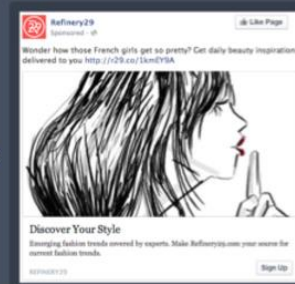 Refinery29
Like Page
Sponsored ·
Wonder how those French girls get so pretty? Get daily beauty inspiration
delivered to you http://r29.co/1kmEY9A
Discover Your Style
Emerging fashion trends covered by experts. Make Refinery29.com your source for
current fashion trends.
REFINERY29
Sign Up